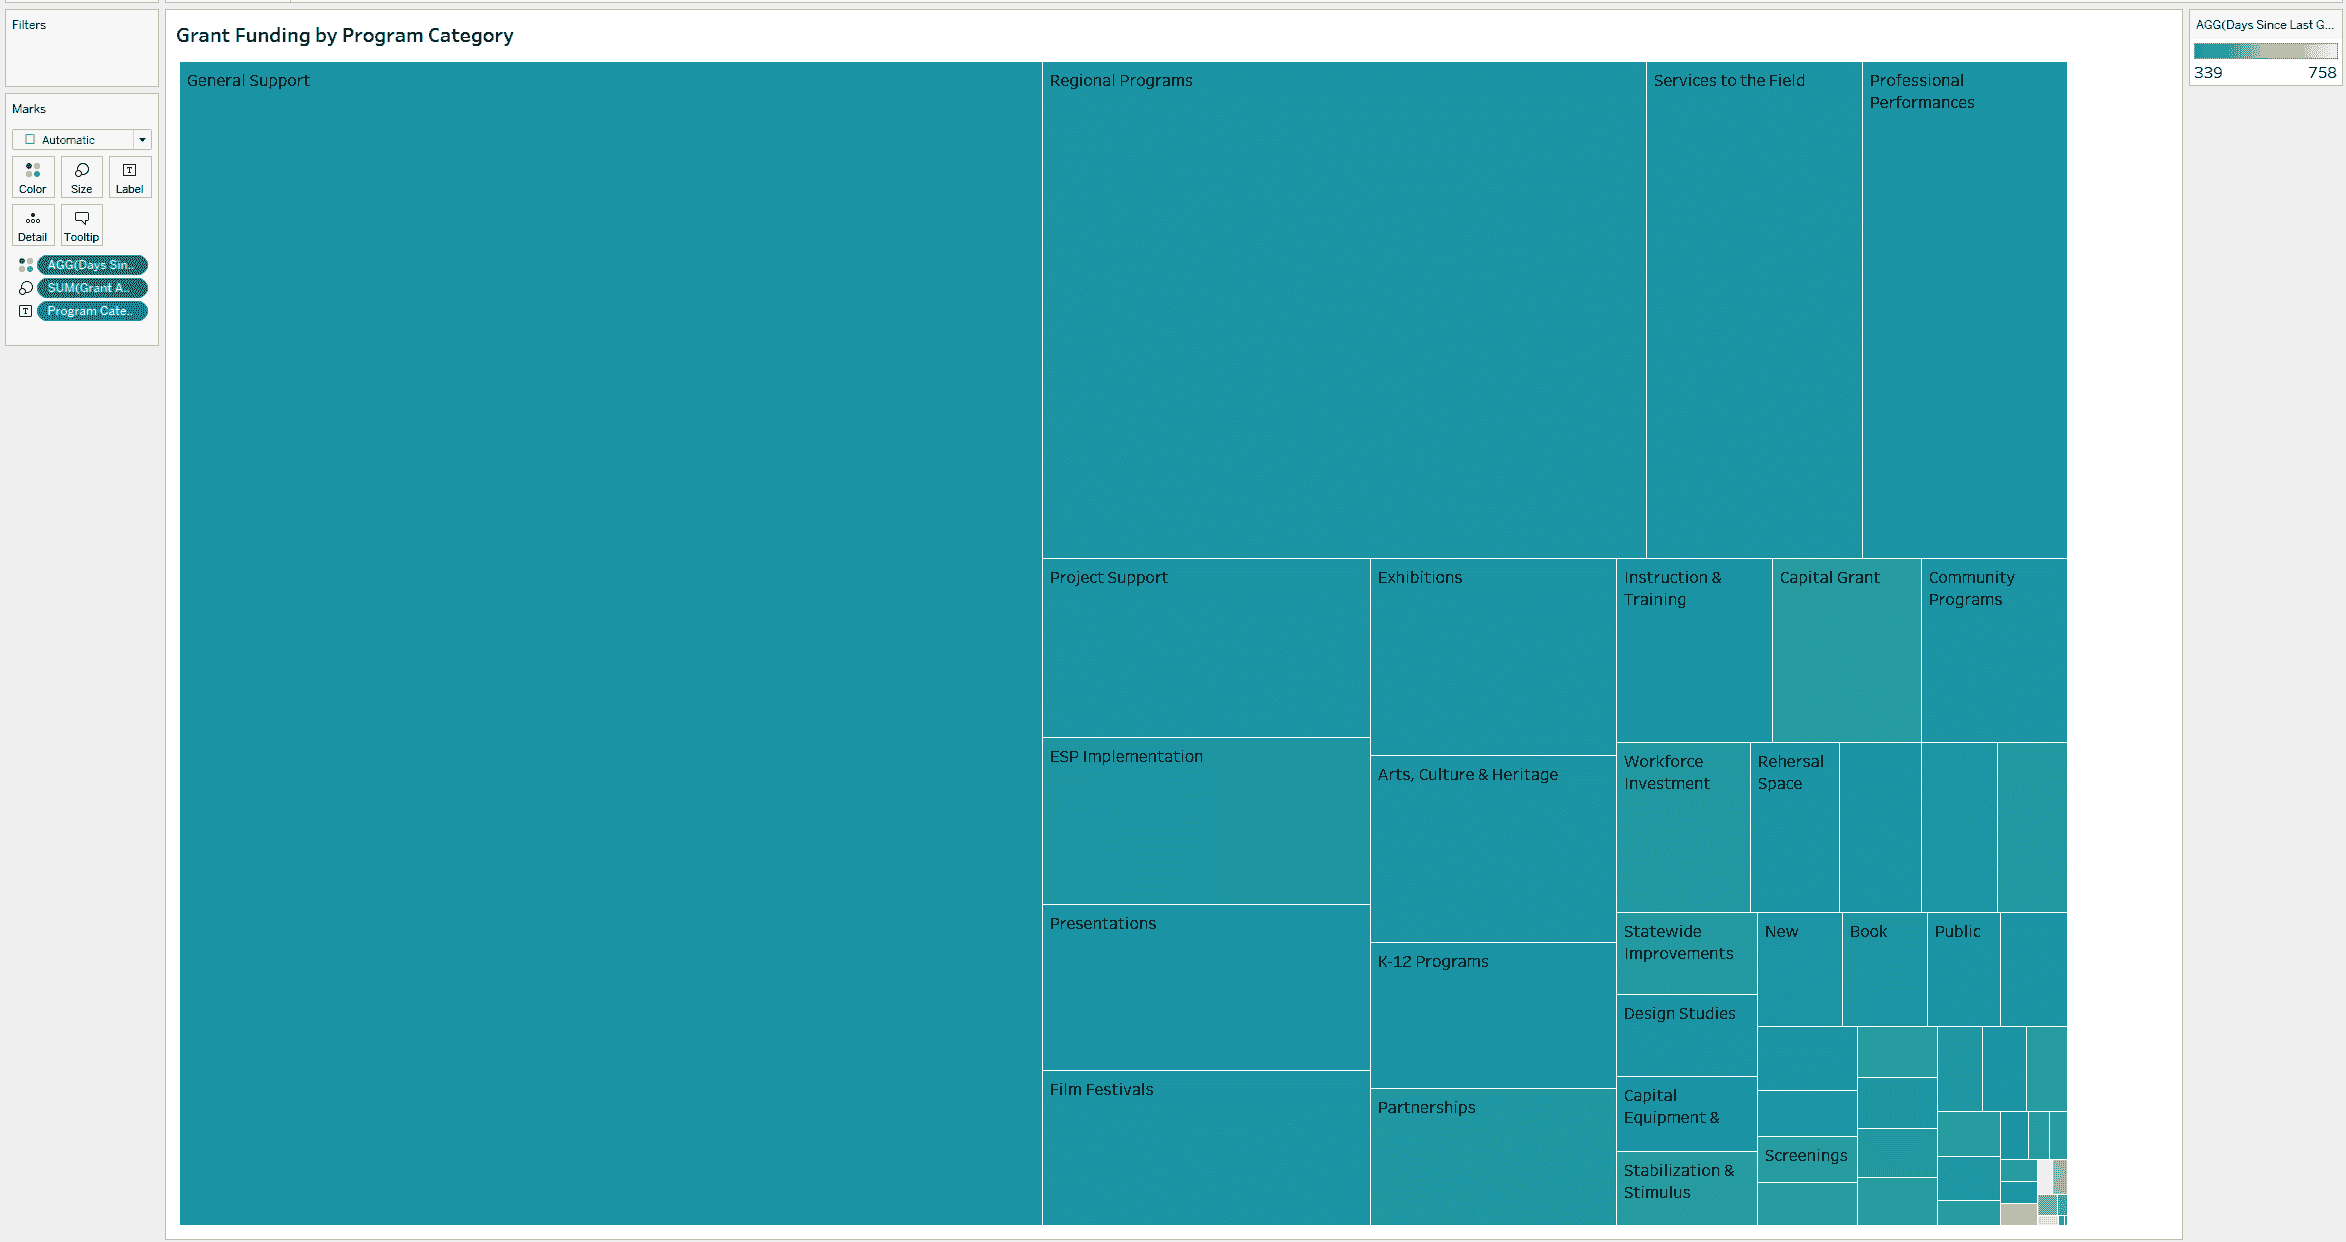 Filters
Marks
Automatic
Color
Size
Label
Detail
Tooltip
AGG(Days Sin..
SUM(Grant A..
Program Cate..
Grant Funding by Program Category
General Support
Regional Programs
Services to the Field
Professional
Performances
Project Support
Exhibitions
Instruction &
Training
Capital Grant
Community
Programs
ESP Implementation
Arts, Culture & Heritage
Workforce
Investment
Rehersal
Space
Presentations
K-12 Programs
Statewide
Improvements
New
Book
Public
Design Studies
Film Festivals
Partnerships
Capital
Equipment &
Screenings
Stabilization &
Stimulus
AGG(Days Since Last G...
339
758